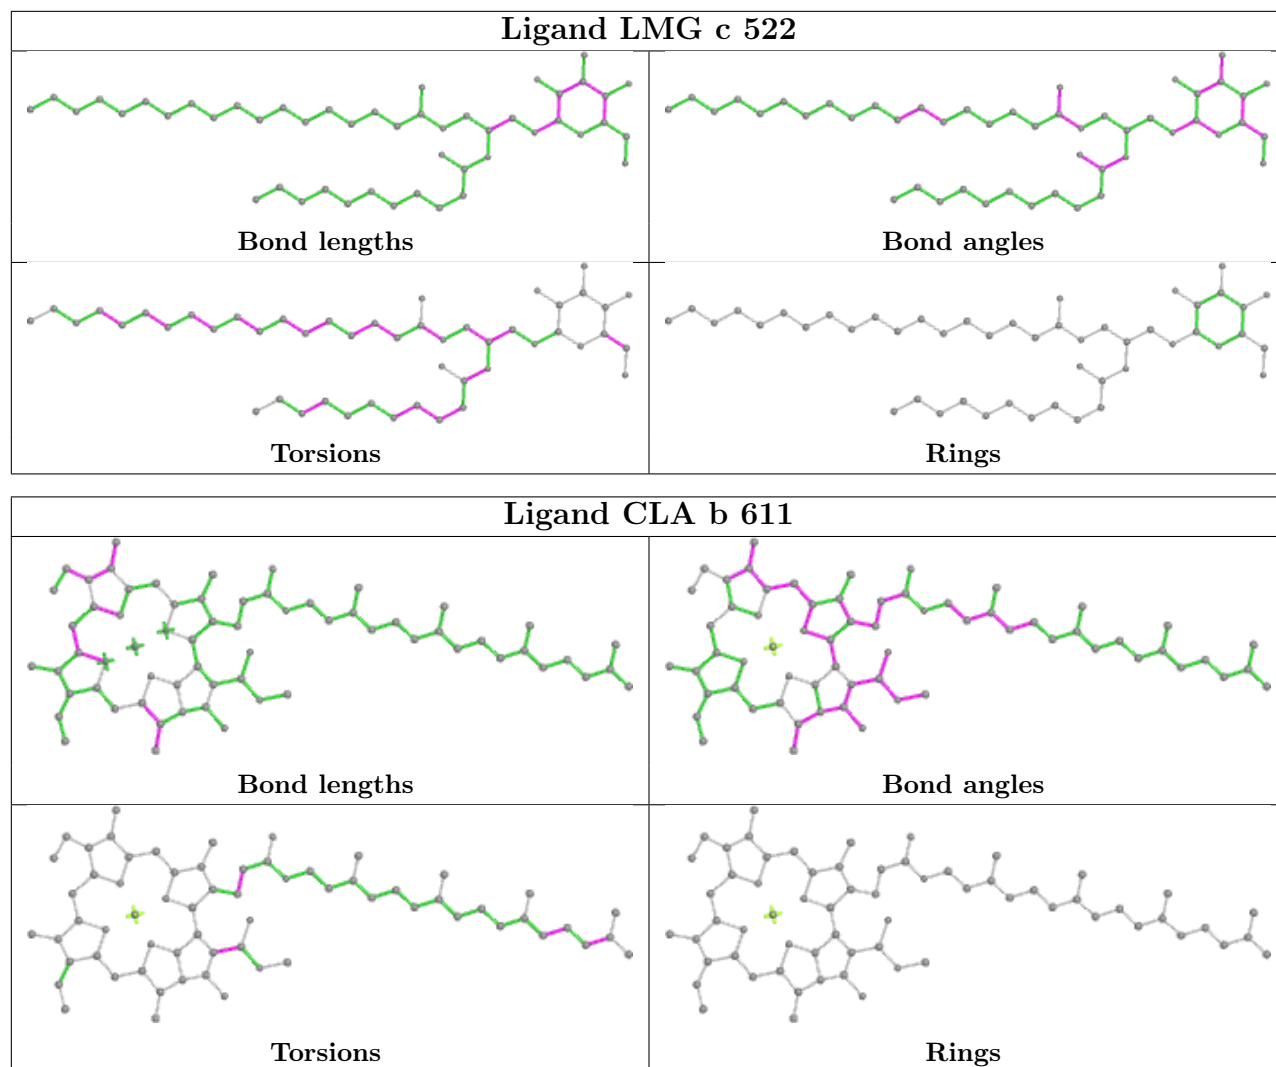 Ligand LMG c 522
Bond lengths
Bond angles
Torsions
Rings
Ligand CLA b 611
Bond lengths
Bond angles
Torsions
Rings